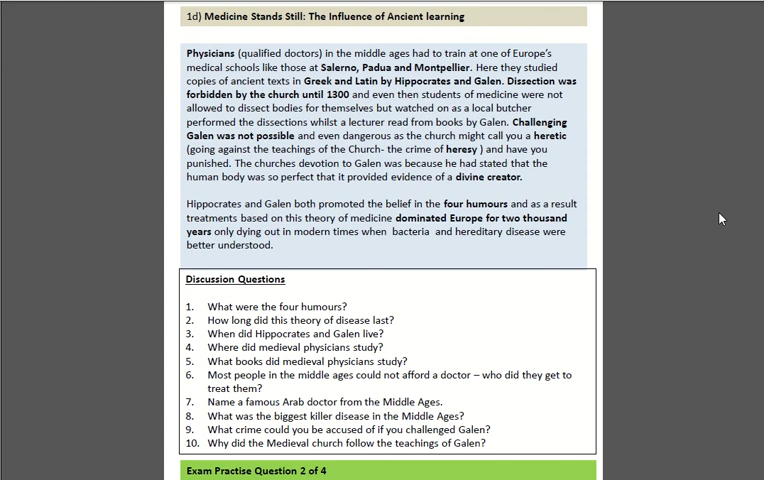 1d) Medicine Stands Still: The Influence of Ancient learning
Physicians (qualified doctors) in the middle ages had to train at one of Europe's
medical schools like those at Salerno, Padua and Montpellier. Here they studied
copies of ancient texts in Greek and Latin by Hippocrates and Galen. Dissection was
forbidden by the church until 1300 and even then students of medicine were not
allowed to dissect bodies for themselves but watched on as a local butcher
performed the dissections whilst a lecturer read from books by Galen. Challenging
Galen was not possible and even dangerous as the church might call you a heretic
(going against the teachings of the Church- the crime of heresy ) and have you
punished. The churches devotion to Galen was because he had stated that the
human body was so perfect that it provided evidence of a divine creator.
Hippocrates and Galen both promoted the belief in the four humours and as a result
treatments based on this theory of medicine dominated Europe for two thousand
years only dying out in modern times when bacteria and hereditary disease were
better understood.
Discussion Questions
1. What were the four humours?
2. How long did this theory of disease last?
3. When did Hippocrates and Galen live?
4. Where did medieval physicians study?
5. What books did medieval physicians study?
6. Most people in the middle ages could not afford a doctor – who did they get to
treat them?
7. Name a famous Arab doctor from the Middle Ages.
8. What was the biggest killer disease in the Middle Ages?
9. What crime could you be accused of if you challenged Galen?
10. Why did the Medieval church follow the teachings of Galen?
Exam Practise Question 2 of 4